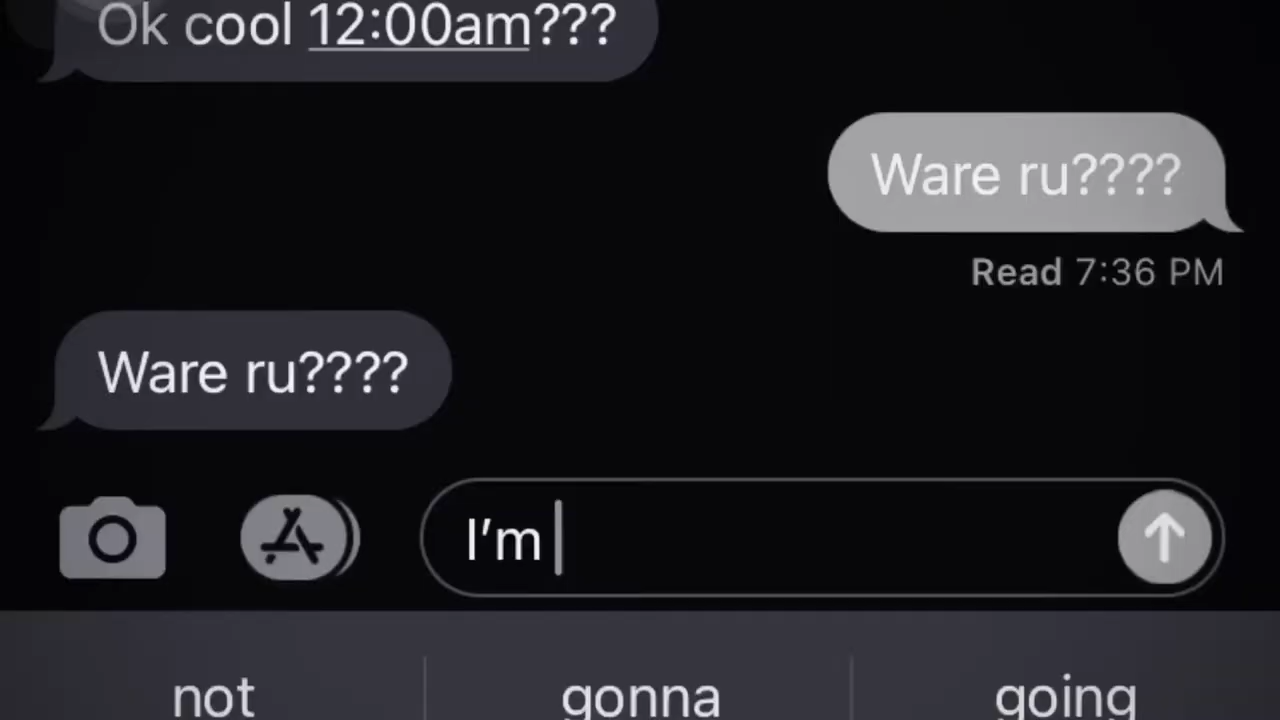 Ok cool 12:00am???
Ware ru????
Read 7:36 PM
Ware ru????
I’m
not gonna going